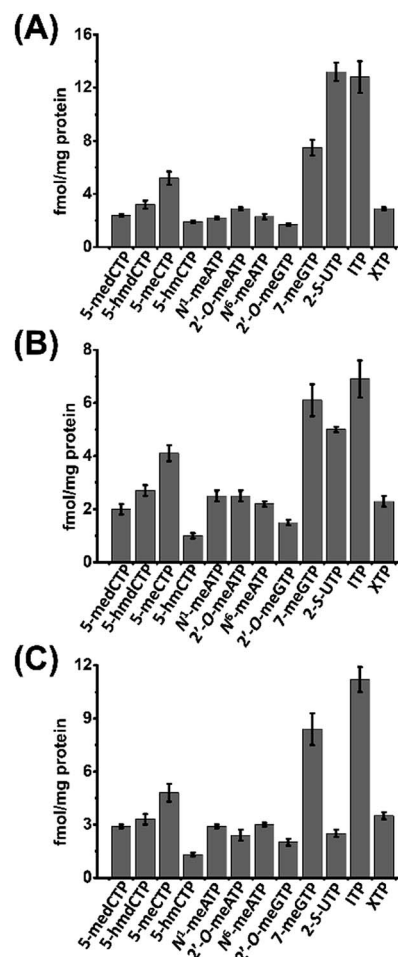 (A)
fmol/mg protein
16
12
8
4
0
5-medCTP
5-hmdCTP
5-meCTP
5-hmCTP
N¹-meATP
2'-O-meATP
N⁶-meATP
2'-O-meGTP
7-meGTP
2-S-UTP
ITP
XTP
(B)
fmol/mg protein
8
6
4
2
0
5-medCTP
5-hmdCTP
5-meCTP
5-hmCTP
N¹-meATP
2'-O-meATP
N⁶-meATP
2'-O-meGTP
7-meGTP
2-S-UTP
ITP
XTP
(C)
fmol/mg protein
12
9
6
3
0
5-medCTP
5-hmdCTP
5-meCTP
5-hmCTP
N¹-meATP
2'-O-meATP
N⁶-meATP
2'-O-meGTP
7-meGTP
2-S-UTP
ITP
XTP